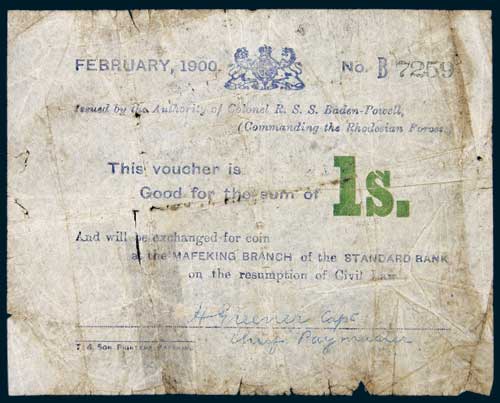 FEBRUARY, 1900. No. B 7259
Issued by the Authority of Colonel R. S. S. Baden-Powell,
(Commanding the Rhodesian Forces.)
This voucher is
Good for the sum of 1s.
And will be exchanged for coin
at the MAFEKING BRANCH of the STANDARD BANK
on the resumption of Civil Law
H Greener Capt
Chief Paymaster
& Son Printers